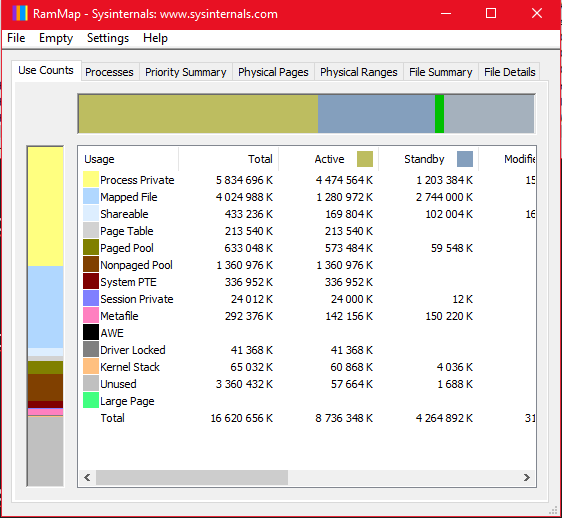 RamMap - Sysinternals: www.sysinternals.com
File Empty Settings Help
Use Counts Processes Priority Summary Physical Pages Physical Ranges File Summary File Details
Usage Total Active Standby Modifie
Process Private 5 834 696 K 4 474 564 K 1 203 384 K 15
Mapped File 4 024 988 K 1 280 972 K 2 744 000 K
Shareable 433 236 K 169 804 K 102 004 K 16
Page Table 213 540 K 213 540 K
Paged Pool 633 048 K 573 484 K 59 548 K
Nonpaged Pool 1 360 976 K 1 360 976 K
System PTE 336 952 K 336 952 K
Session Private 24 012 K 24 000 K 12 K
Metafile 292 376 K 142 156 K 150 220 K
AWE
Driver Locked 41 368 K 41 368 K
Kernel Stack 65 032 K 60 868 K 4 036 K
Unused 3 360 432 K 57 664 K 1 688 K
Large Page
Total 16 620 656 K 8 736 348 K 4 264 892 K 31